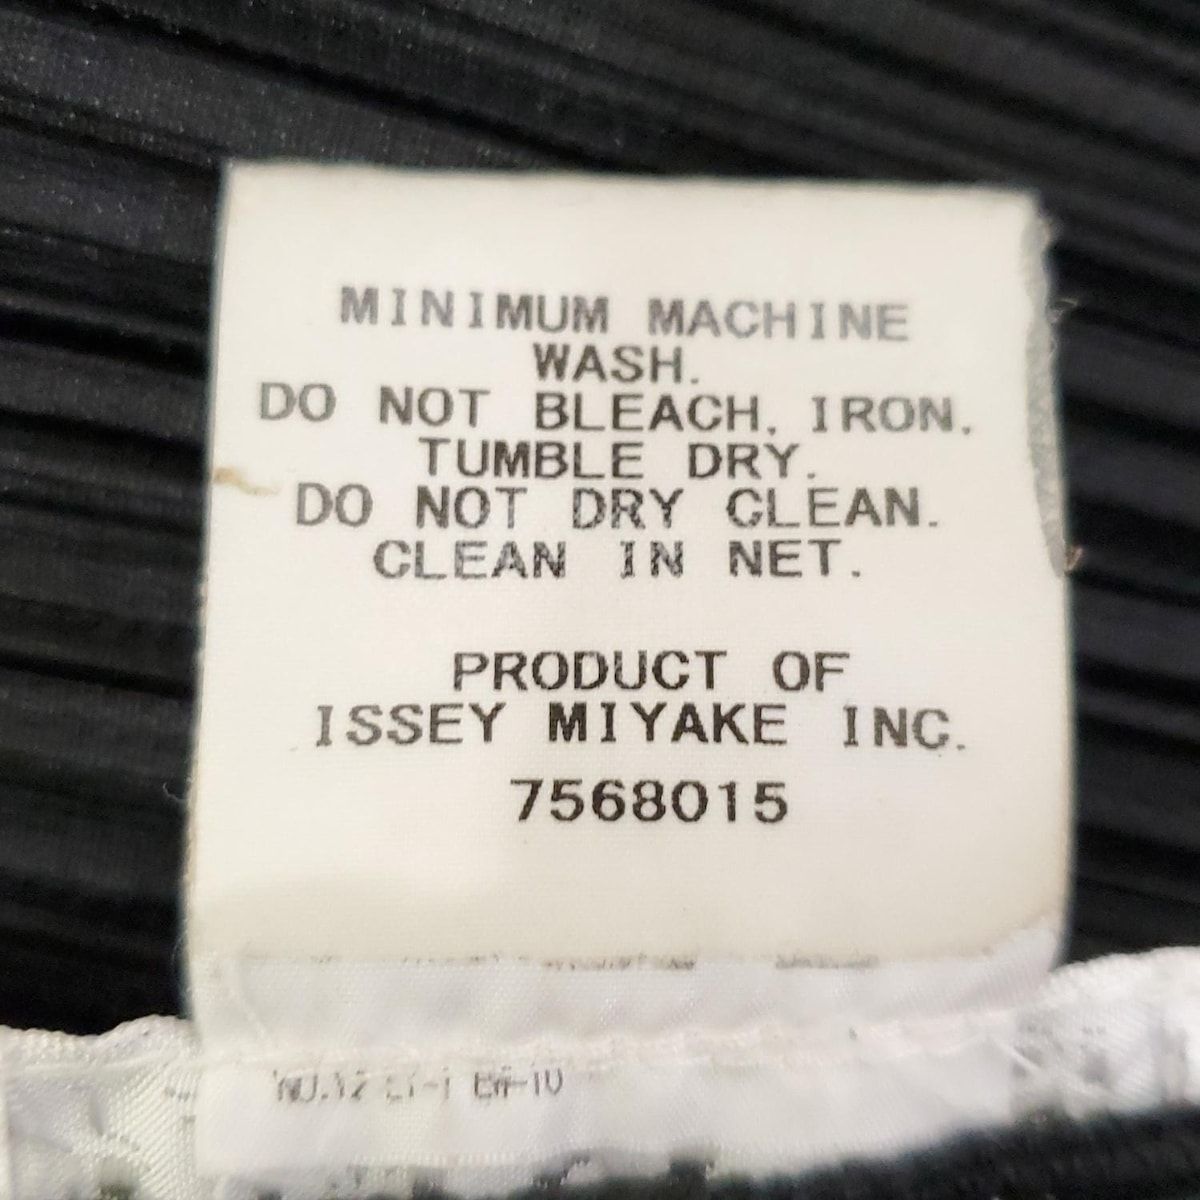 MINIMUM MACHINE
WASH.
DO NOT BLEACH, IRON.
TUMBLE DRY.
DO NOT DRY CLEAN.
CLEAN IN NET.
PRODUCT OF
ISSEY MIYAKE INC.
7568015